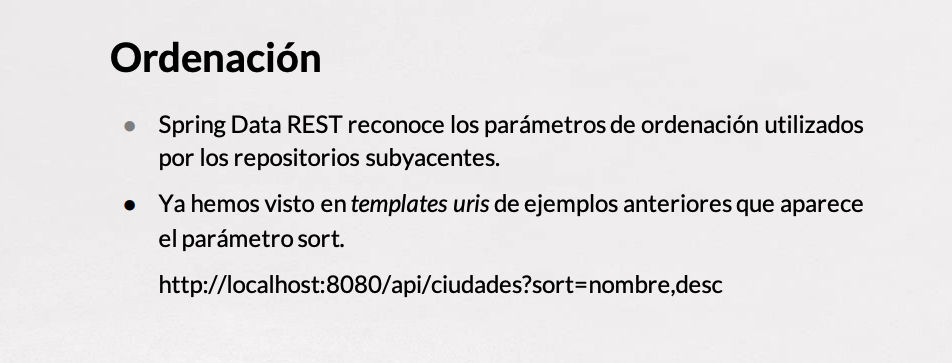 Ordenación
● Spring Data REST reconoce los parámetros de ordenación utilizados
por los repositorios subyacentes.
● Ya hemos visto en templates uris de ejemplos anteriores que aparece
el parámetro sort.
http://localhost:8080/api/ciudades?sort=nombre,desc